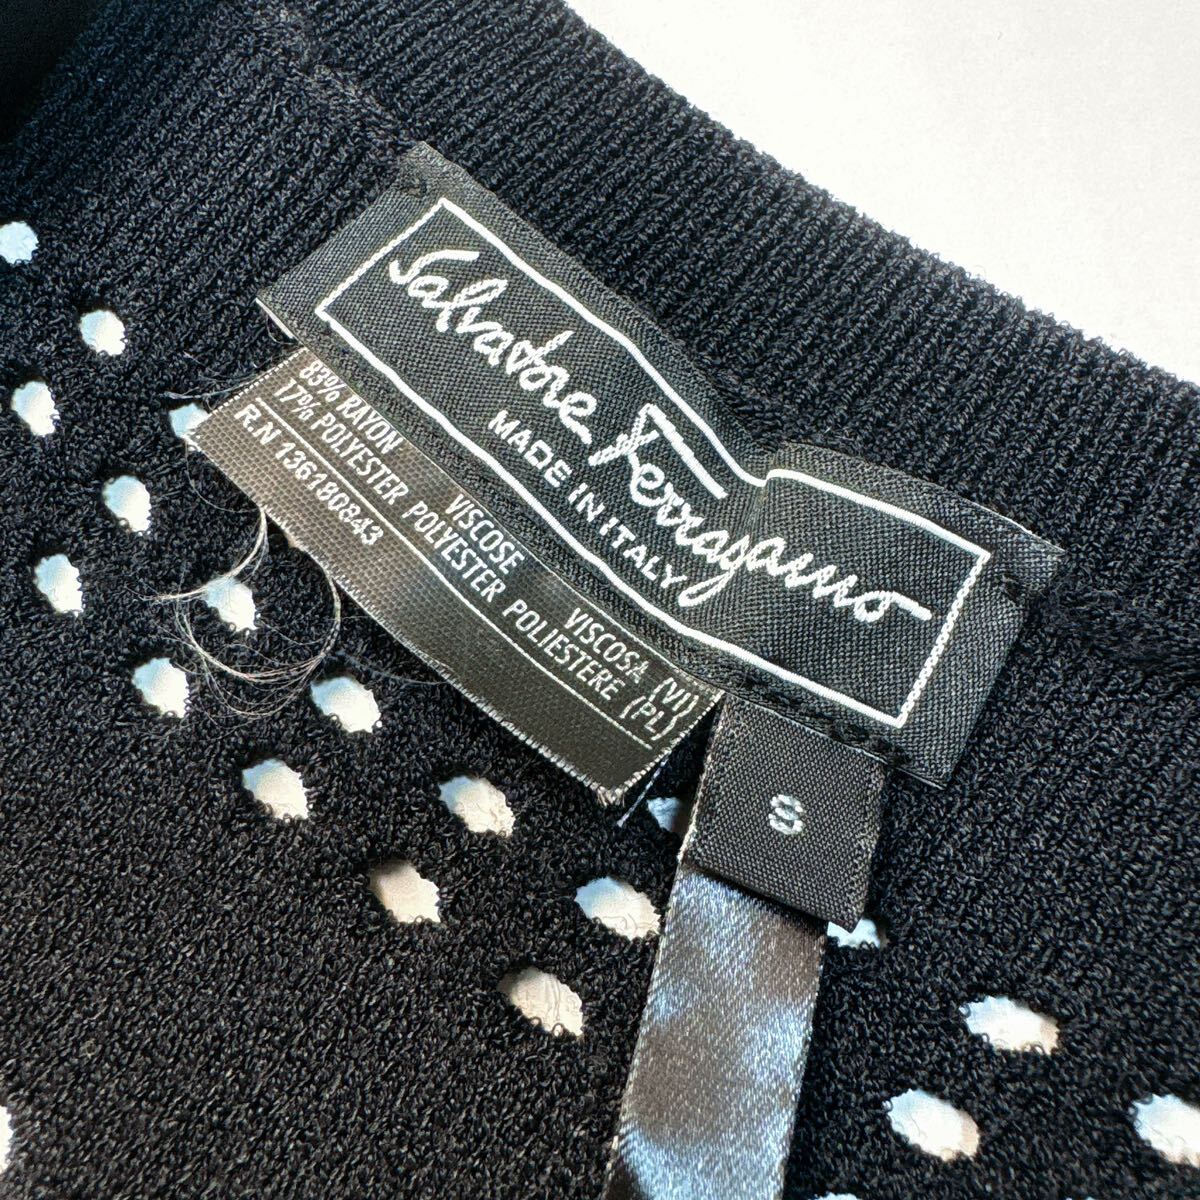 Salvatore Ferragamo
MADE IN ITALY
83% RAYON VISCOSE VISCOSA (VI)
17% POLYESTER POLYESTER POLIESTERE (PL)
R.N 136180843
S